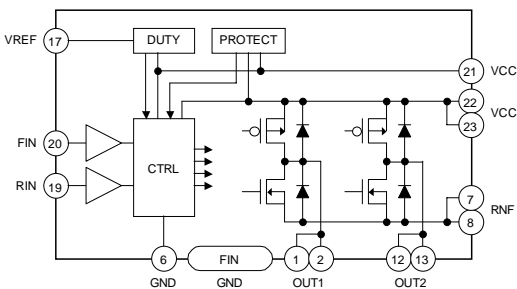 VREF 17 DUTY PROTECT
21 VCC
22 VCC
23
FIN 20
CTRL
RIN 19
7 RNF
8
6 FIN 1 2 12 13
GND GND OUT1 OUT2